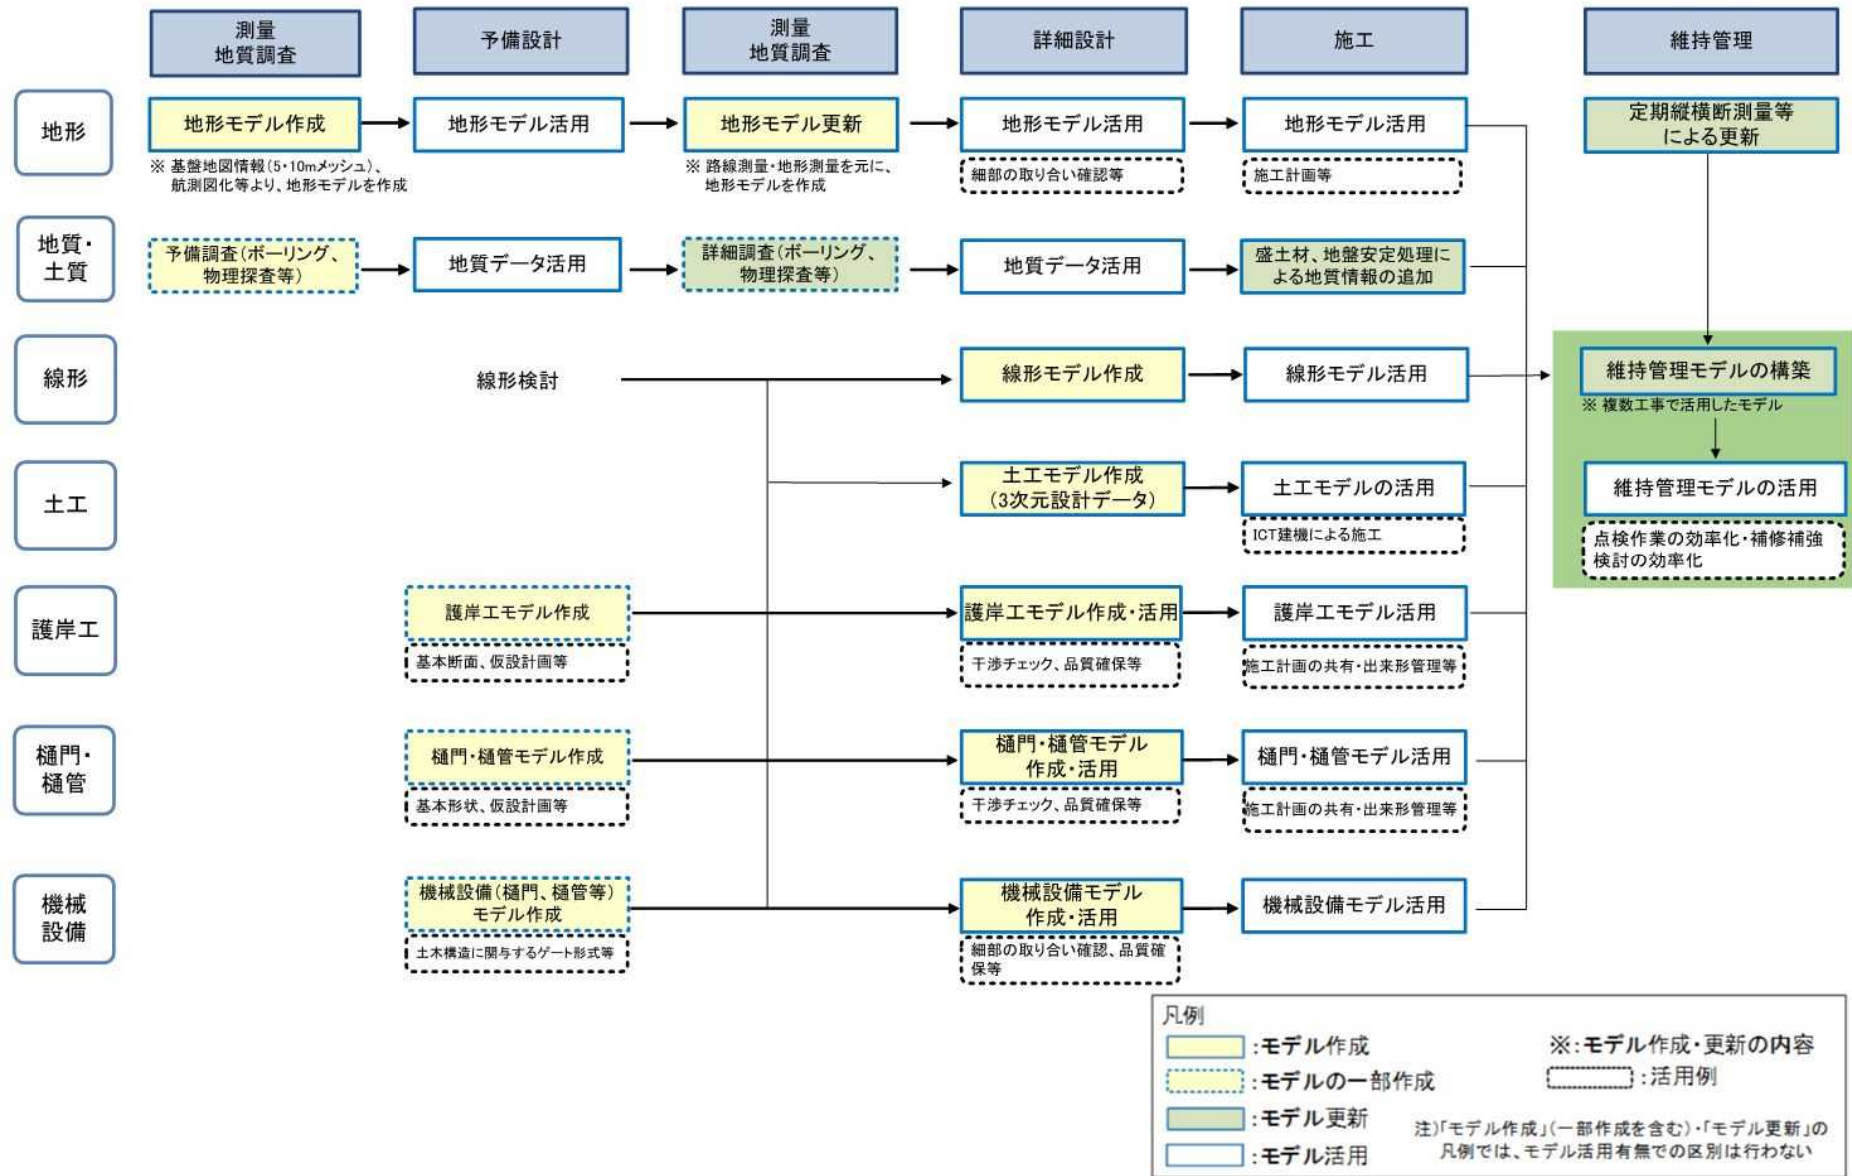 測量
地質調査
予備設計
測量
地質調査
詳細設計
施工
維持管理
地形
地形モデル作成
※ 基盤地図情報(5・10mメッシュ)、
航測図化等より、地形モデルを作成
地形モデル活用
地形モデル更新
※ 路線測量・地形測量を元に、
地形モデルを作成
地形モデル活用
細部の取り合い確認等
地形モデル活用
施工計画等
定期縦横断測量等
による更新
地質・
土質
予備調査(ボーリング、
物理探査等)
地質データ活用
詳細調査(ボーリング、
物理探査等)
地質データ活用
盛土材、地盤安定処理に
よる地質情報の追加
線形
線形検討
線形モデル作成
線形モデル活用
維持管理モデルの構築
※ 複数工事で活用したモデル
土工
土工モデル作成
(3次元設計データ)
土工モデルの活用
ICT建機による施工
維持管理モデルの活用
点検作業の効率化・補修補強
検討の効率化
護岸工
護岸工モデル作成
基本断面、仮設計画等
護岸工モデル作成・活用
干渉チェック、品質確保等
護岸工モデル活用
施工計画の共有・出来形管理等
樋門・
樋管
樋門・樋管モデル作成
基本形状、仮設計画等
樋門・樋管モデル
作成・活用
干渉チェック、品質確保等
樋門・樋管モデル活用
施工計画の共有・出来形管理等
機械
設備
機械設備(樋門、樋管等)
モデル作成
土木構造に関与するゲート形式等
機械設備モデル
作成・活用
細部の取り合い確認、品質確
保等
機械設備モデル活用
凡例
:モデル作成
:モデルの一部作成
:モデル更新
:モデル活用
※:モデル作成・更新の内容
:活用例
注)「モデル作成」(一部作成を含む)・「モデル更新」の
凡例では、モデル活用有無での区別は行わない